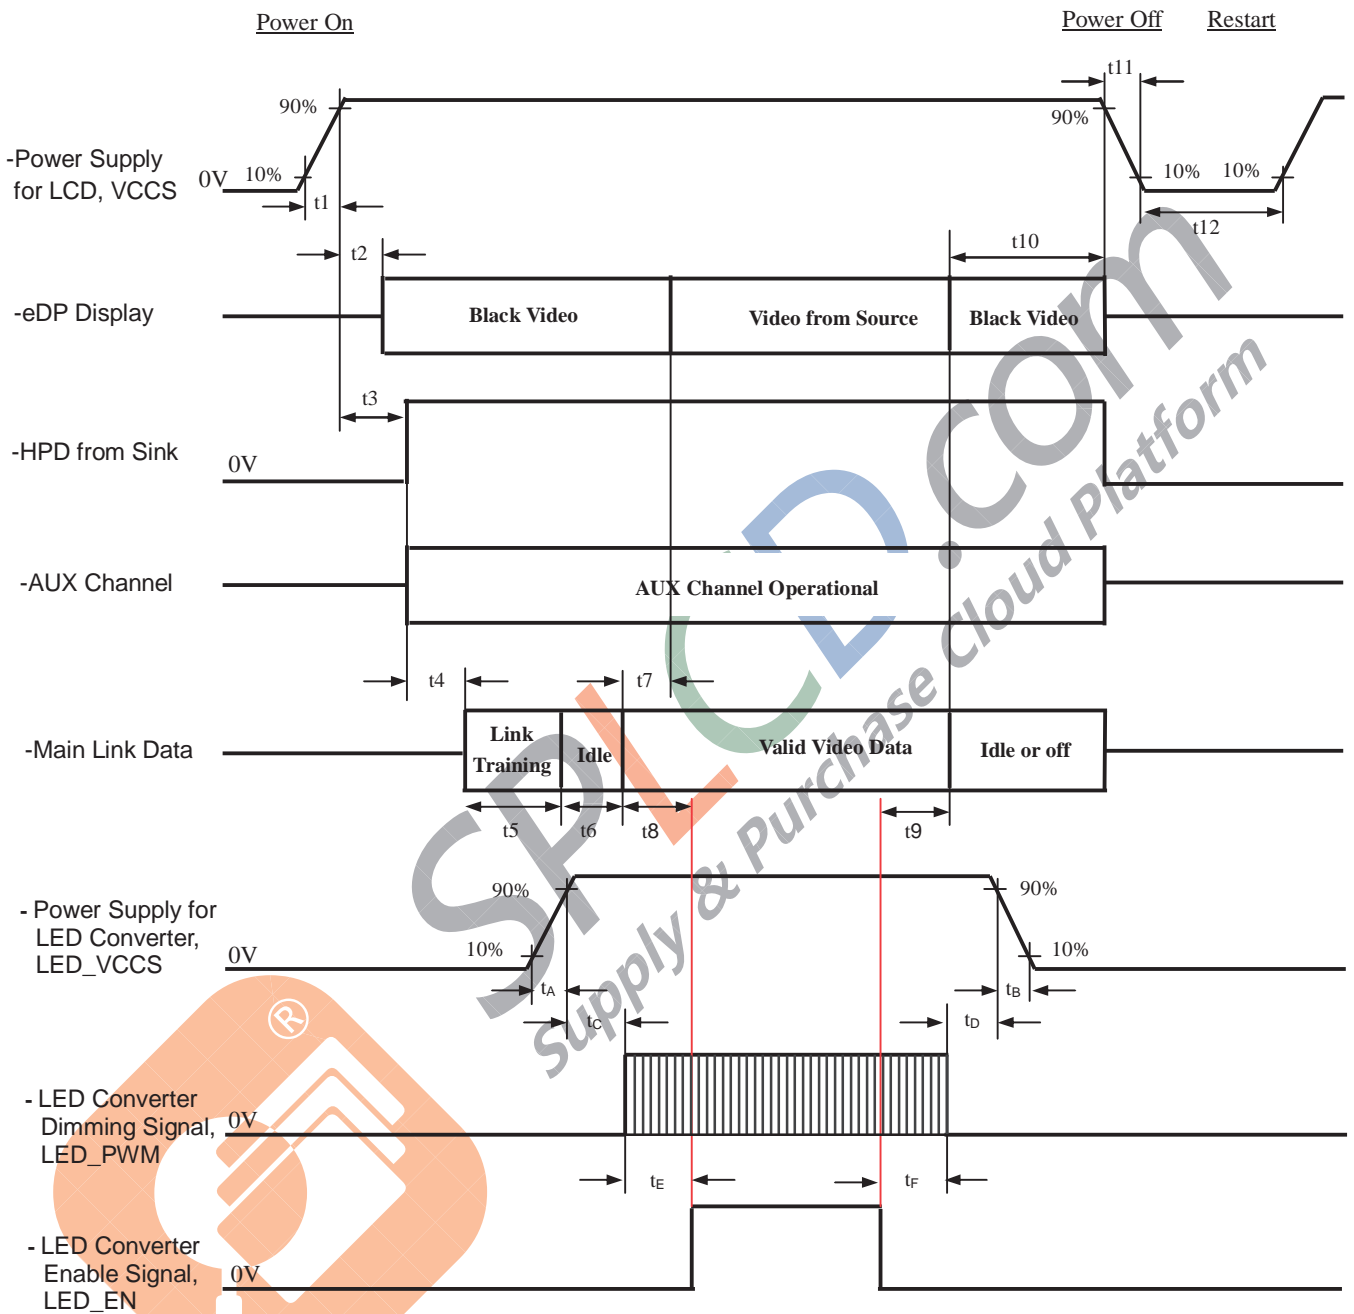 Power On
Power Off
Restart
t11
90%
90%
-Power Supply
for LCD, VCCS
0V
10%
10%
10%
t1
t12
t2
t10
-eDP Display
Black Video
Video from Source
Black Video
t3
-HPD from Sink
0V
-AUX Channel
AUX Channel Operational
t4
t7
-Main Link Data
Link
Training
Idle
Valid Video Data
Idle or off
t5
t6
t8
t9
90%
90%
- Power Supply for
LED Converter,
LED_VCCS
0V
10%
10%
tA
tB
tC
tD
- LED Converter
Dimming Signal,
LED_PWM
0V
tE
tF
- LED Converter
Enable Signal,
LED_EN
0V
SPLCD.com
Supply & Purchase Cloud Platform
®